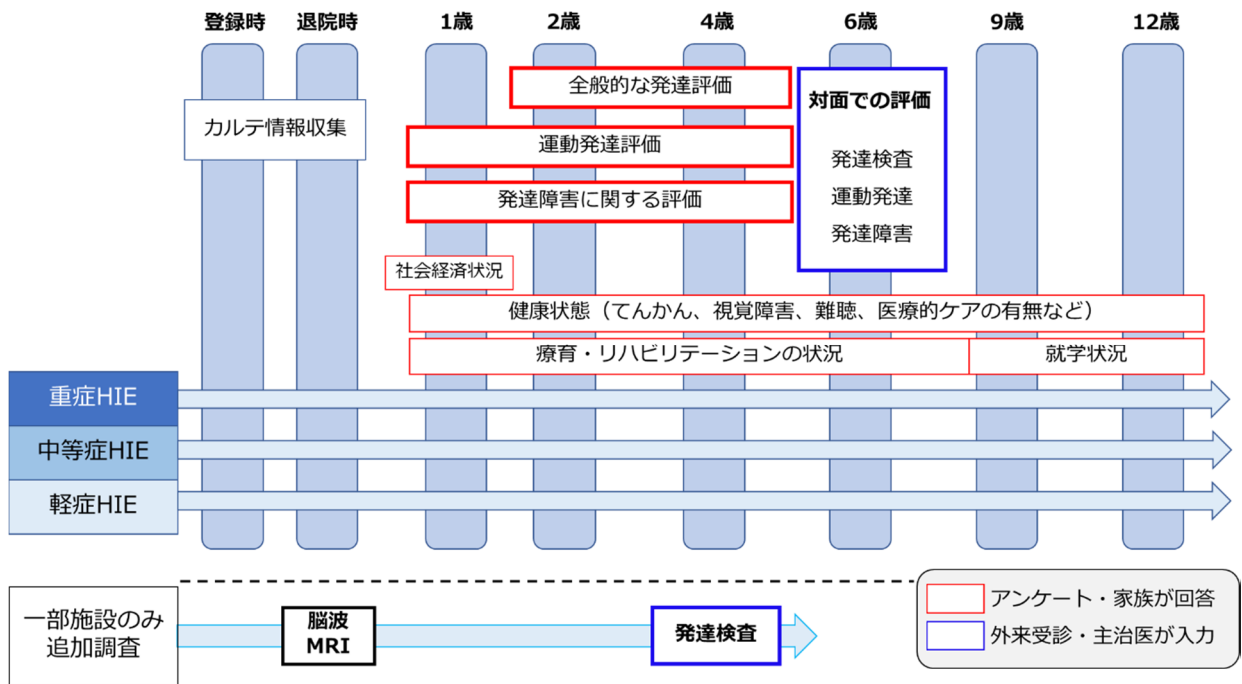 登録時 退院時 1歳 2歳 4歳 6歳 9歳 12歳
全般的な発達評価
カルテ情報収集
運動発達評価
発達障害に関する評価
対面での評価
発達検査
運動発達
発達障害
社会経済状況
健康状態(てんかん、視覚障害、難聴、医療的ケアの有無など)
療育・リハビリテーションの状況 就学状況
重症HIE
中等症HIE
軽症HIE
一部施設のみ
追加調査
脳波
MRI
発達検査
アンケート・家族が回答
外来受診・主治医が入力